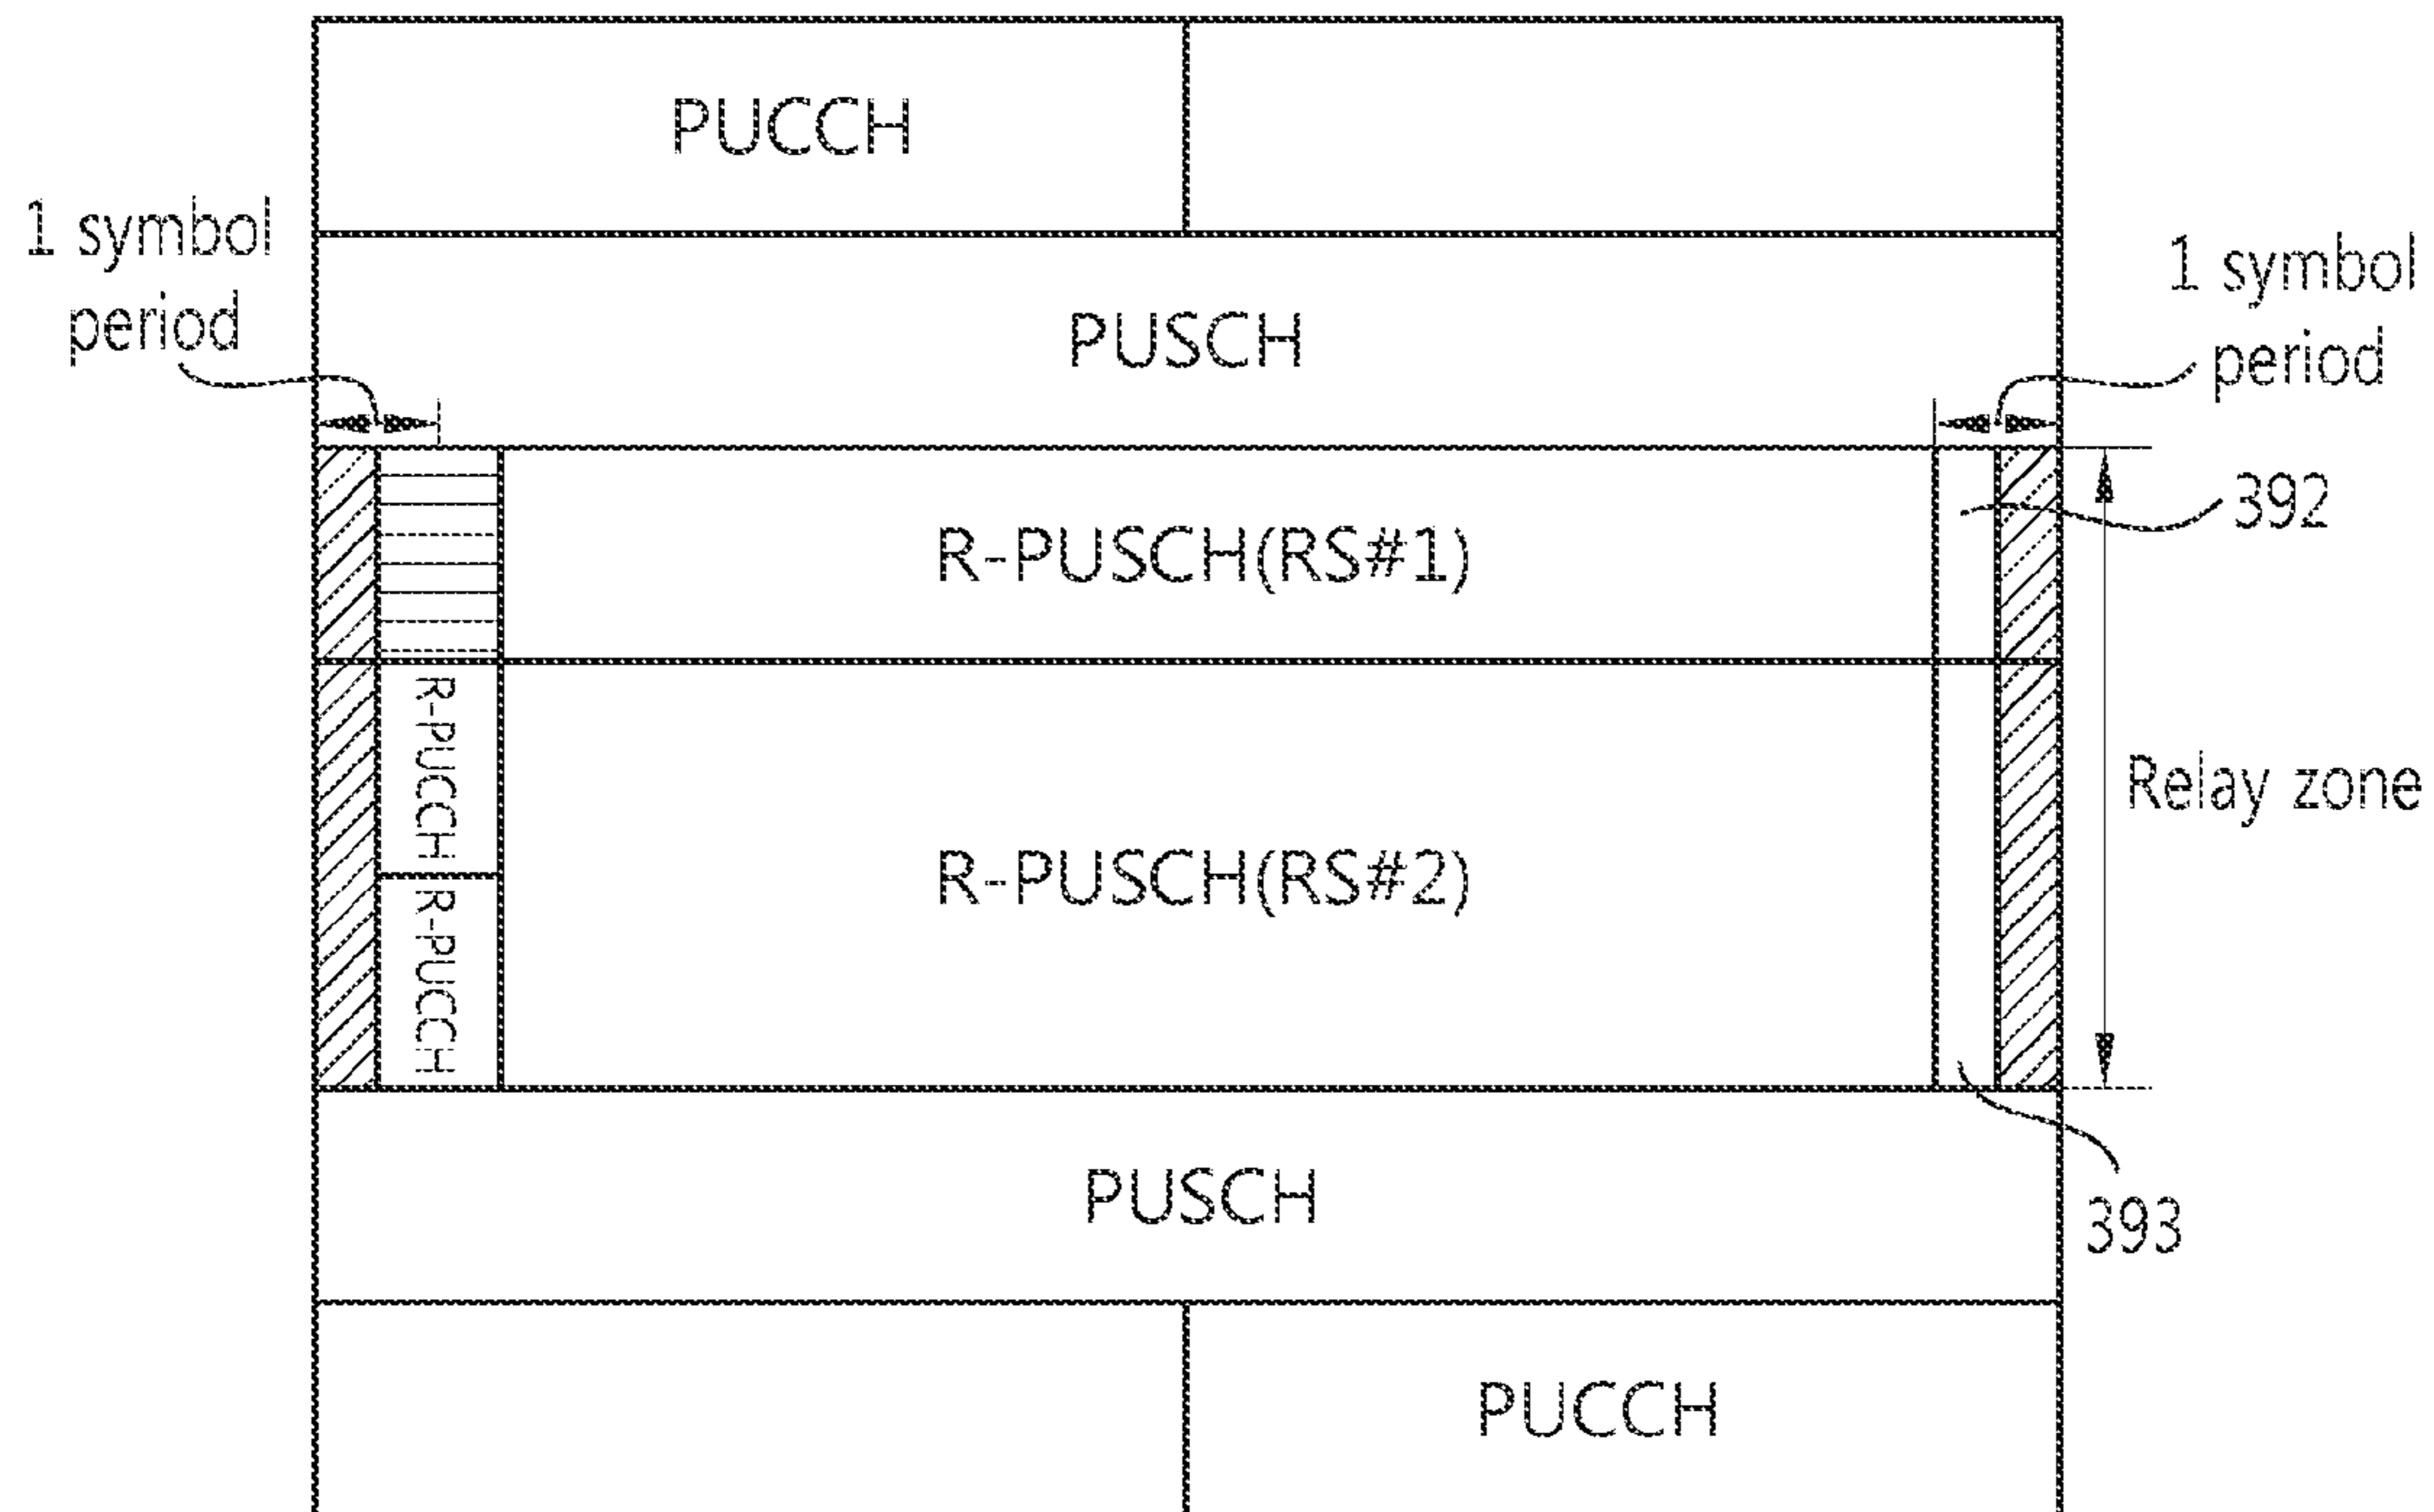 PUCCH
1 symbol
period
PUSCH
1 symbol
period
392
R-PUSCH(RS#1)
R-PUCCH
Relay zone
R-PUSCH(RS#2)
R-PUCCH
PUSCH
393
PUCCH